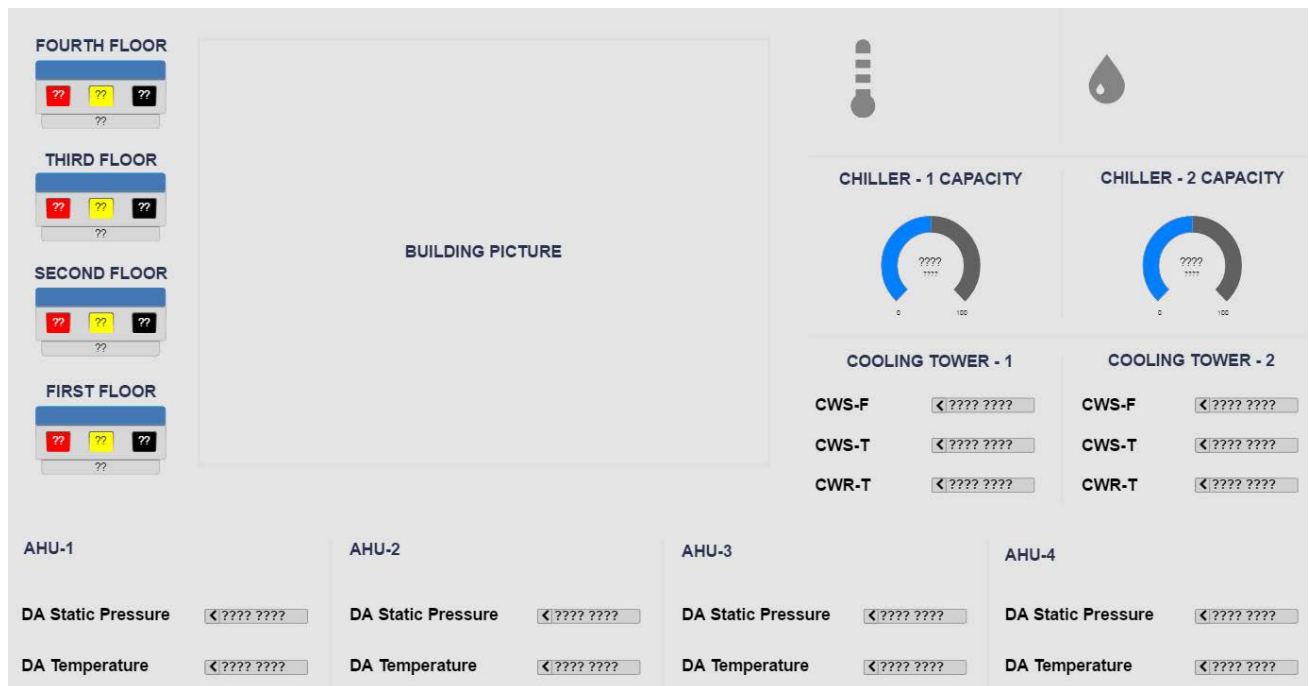 FOURTH FLOOR
?? ?? ??
??
THIRD FLOOR
?? ?? ??
??
SECOND FLOOR
?? ?? ??
??
FIRST FLOOR
?? ?? ??
??
BUILDING PICTURE
CHILLER - 1 CAPACITY
????
????
0 100
CHILLER - 2 CAPACITY
????
????
0 100
COOLING TOWER - 1
CWS-F ???? ????
CWS-T ???? ????
CWR-T ???? ????
COOLING TOWER - 2
CWS-F ???? ????
CWS-T ???? ????
CWR-T ???? ????
AHU-1
DA Static Pressure ???? ????
DA Temperature ???? ????
AHU-2
DA Static Pressure ???? ????
DA Temperature ???? ????
AHU-3
DA Static Pressure ???? ????
DA Temperature ???? ????
AHU-4
DA Static Pressure ???? ????
DA Temperature ???? ????